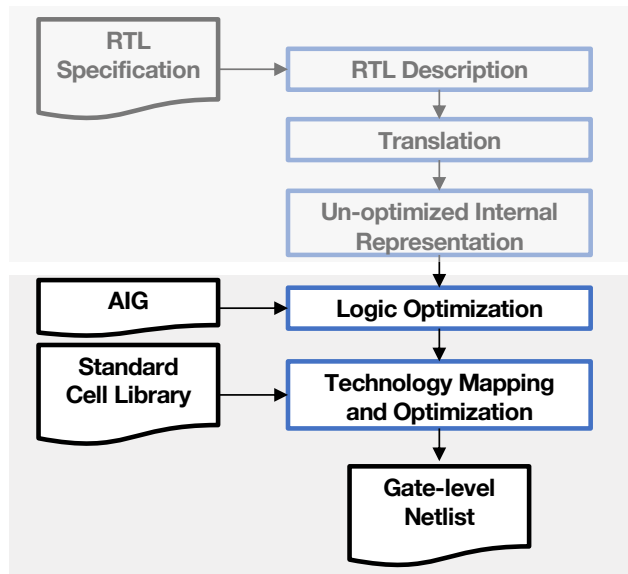 RTL
Specification
RTL Description
Translation
Un-optimized Internal
Representation
AIG
Logic Optimization
Standard
Cell Library
Technology Mapping
and Optimization
Gate-level
Netlist